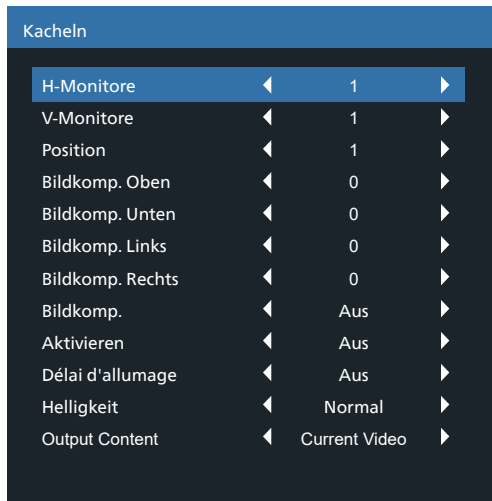 Kacheln
H-Monitore 1
V-Monitore 1
Position 1
Bildkomp. Oben 0
Bildkomp. Unten 0
Bildkomp. Links 0
Bildkomp. Rechts 0
Bildkomp. Aus
Aktivieren Aus
Délai d'allumage Aus
Helligkeit Normal
Output Content Current Video